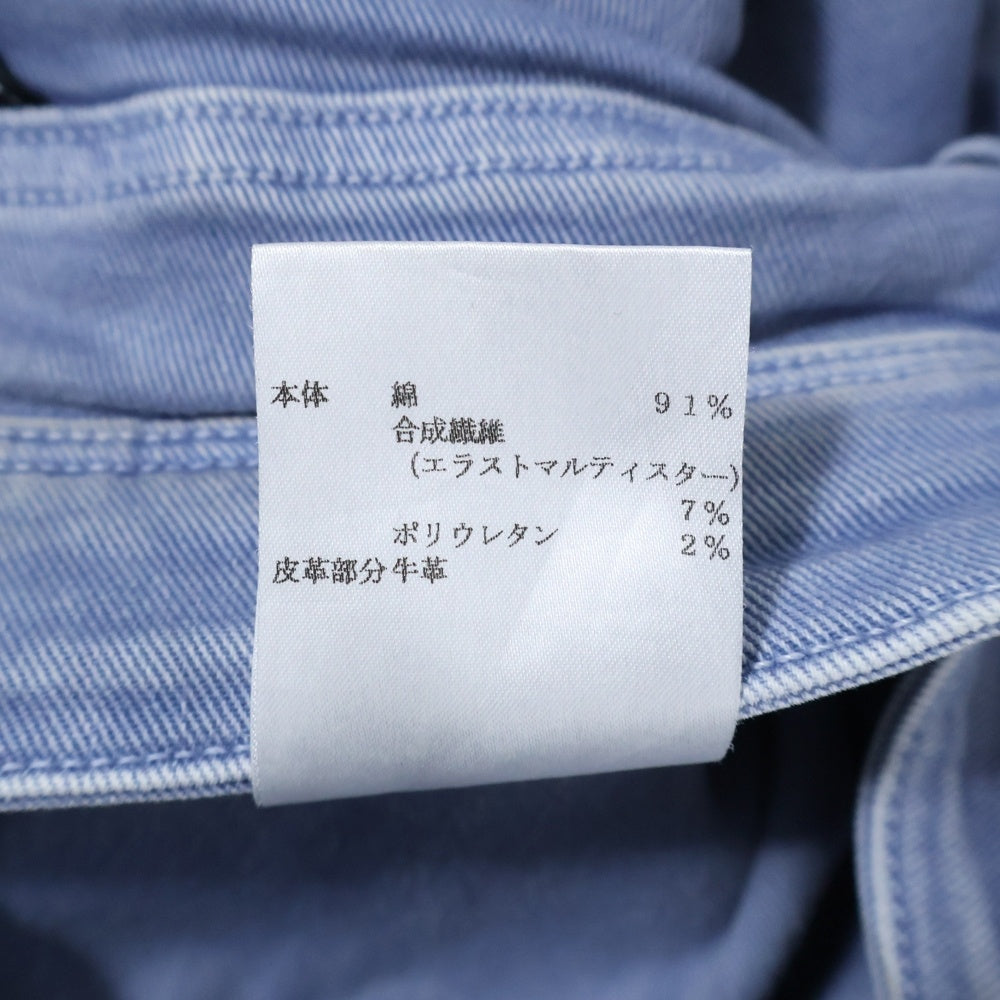 本体 綿 91%
合成繊維
(エラストマルティスター)
7%
ポリウレタン 2%
皮革部分 牛革